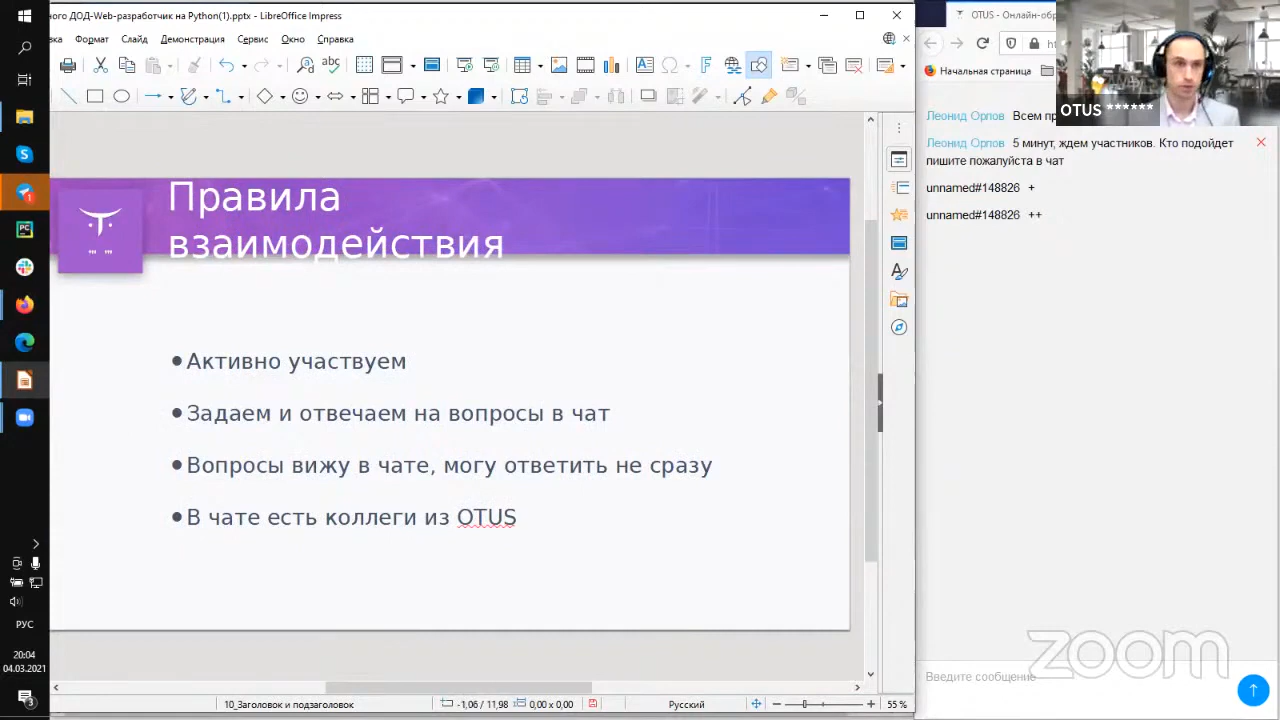 ного ДОД-Web-разработчик на Python(1).pptx - LibreOffice Impress
вка Формат Слайд Демонстрация Сервис Окно Справка
Правила
взаимодействия
Активно участвуем
Задаем и отвечаем на вопросы в чат
Вопросы вижу в чате, могу ответить не сразу
В чате есть коллеги из OTUS
РУС
20:04
04.03.2021
3
10_Заголовок и подзаголовок
-1,06 / 11,98
0,00 x 0,00
Русский
55 %
OTUS - Онлайн-обр
Начальная страница
OTUS ******
Леонид Орлов Всем пр
Леонид Орлов 5 минут, ждем участников. Кто подойдет
пишите пожалуйста в чат
unnamed#148826 +
unnamed#148826 ++
zoom
Введите сообщение